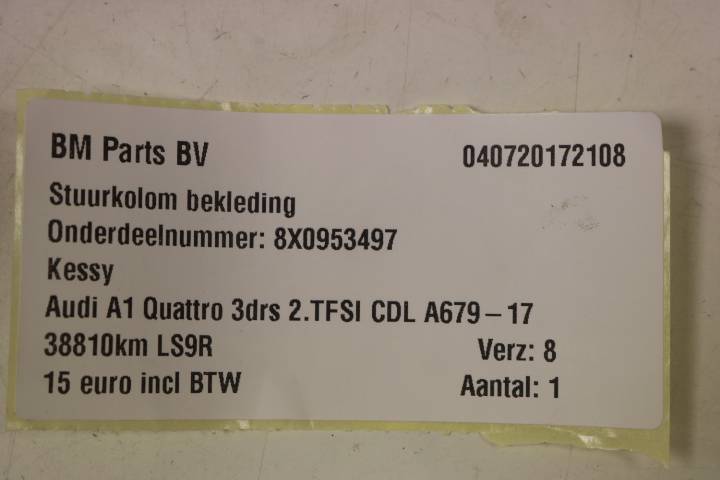 BM Parts BV 040720172108
Stuurkolom bekleding
Onderdeelnummer: 8X0953497
Kessy
Audi A1 Quattro 3drs 2.TFSI CDL A679-17
38810km LS9R Verz: 8
15 euro incl BTW Aantal: 1